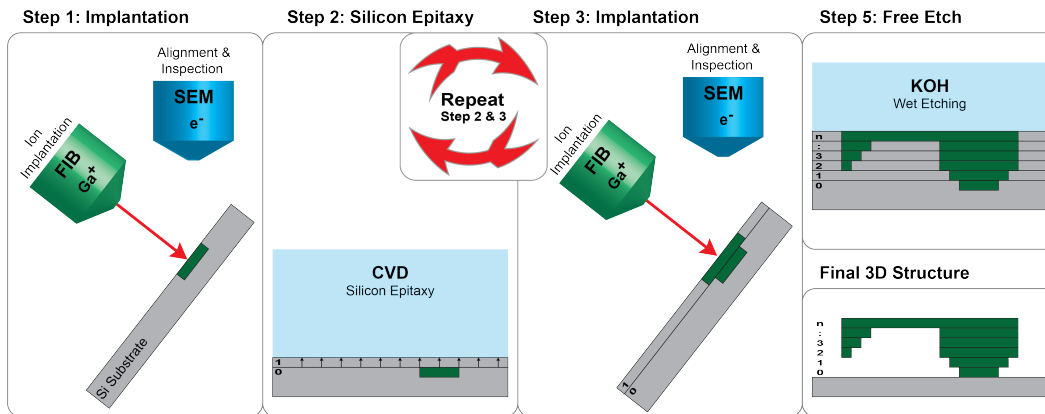 Step 1: Implantation
Alignment &
Inspection
SEM
e-
Ion
Implantation
FIB
Ga+
Si Substrate
Step 2: Silicon Epitaxy
CVD
Silicon Epitaxy
1
0
Repeat
Step 2 & 3
Step 3: Implantation
Alignment &
Inspection
SEM
e-
Ion
Implantation
FIB
Ga+
1
0
Step 5: Free Etch
KOH
Wet Etching
n
:
3
2
1
0
Final 3D Structure
n
:
3
2
1
0